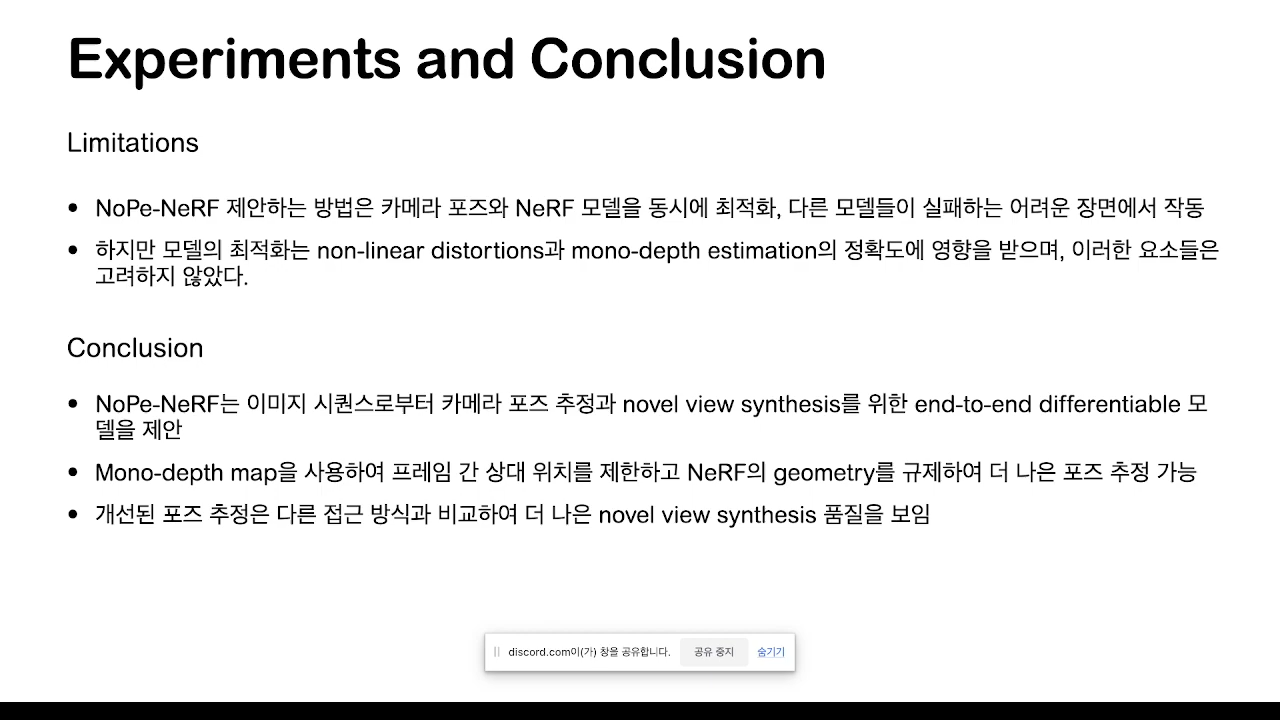 Experiments and Conclusion
Limitations
• NoPe-NeRF 제안하는 방법은 카메라 포즈와 NeRF 모델을 동시에 최적화, 다른 모델들이 실패하는 어려운 장면에서 작동
• 하지만 모델의 최적화는 non-linear distortions과 mono-depth estimation의 정확도에 영향을 받으며, 이러한 요소들은
고려하지 않았다.
Conclusion
• NoPe-NeRF는 이미지 시퀀스로부터 카메라 포즈 추정과 novel view synthesis를 위한 end-to-end differentiable 모
델을 제안
• Mono-depth map을 사용하여 프레임 간 상대 위치를 제한하고 NeRF의 geometry를 규제하여 더 나은 포즈 추정 가능
• 개선된 포즈 추정은 다른 접근 방식과 비교하여 더 나은 novel view synthesis 품질을 보임
discord.com이(가) 창을 공유합니다. 공유 중지 숨기기